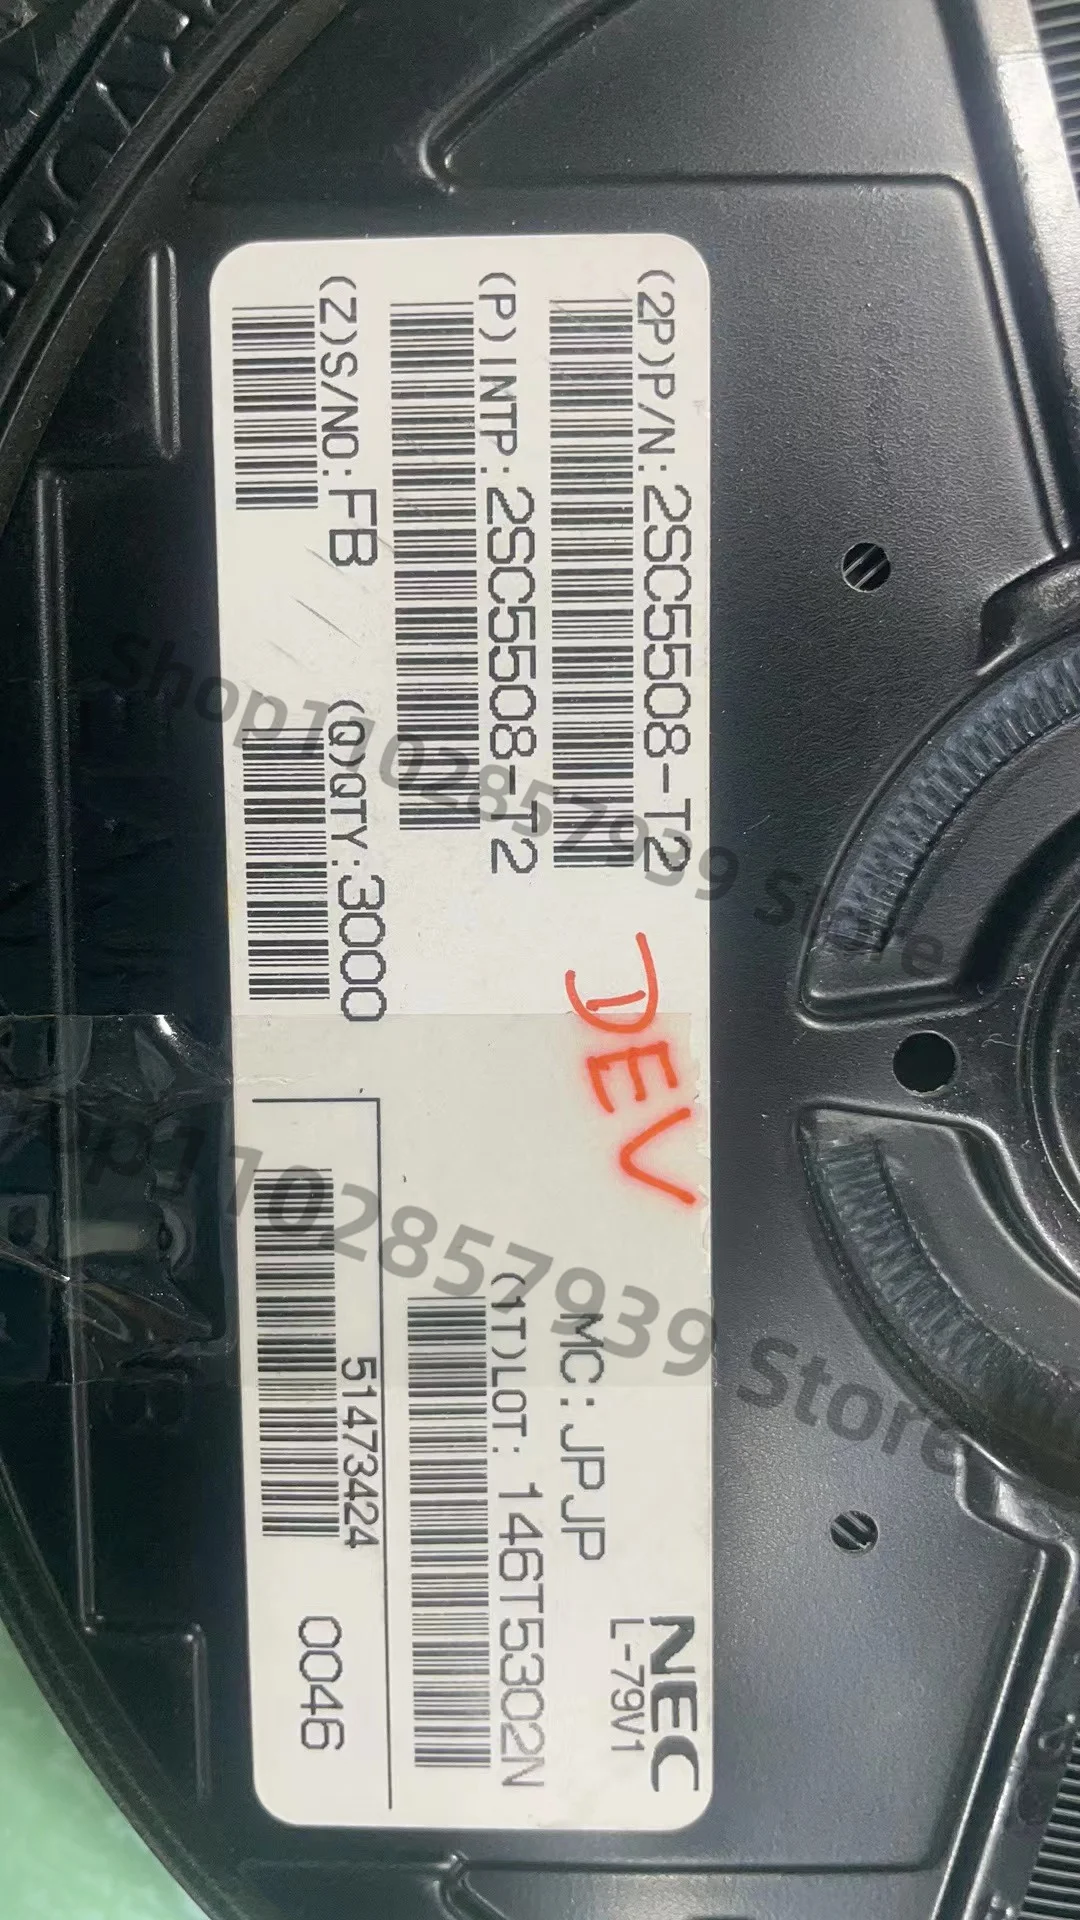 (2P)P/N:2SC5508-T2
(P)INTP:2SC5508-T2
(Z)S/NO:FB
(Q)QTY:3000
DEV
NEC
L-79V1
MC:JPJP
(1T)LOT:146T5302N
51473424
0046
shop1102857939 Store
p1102857939 Store